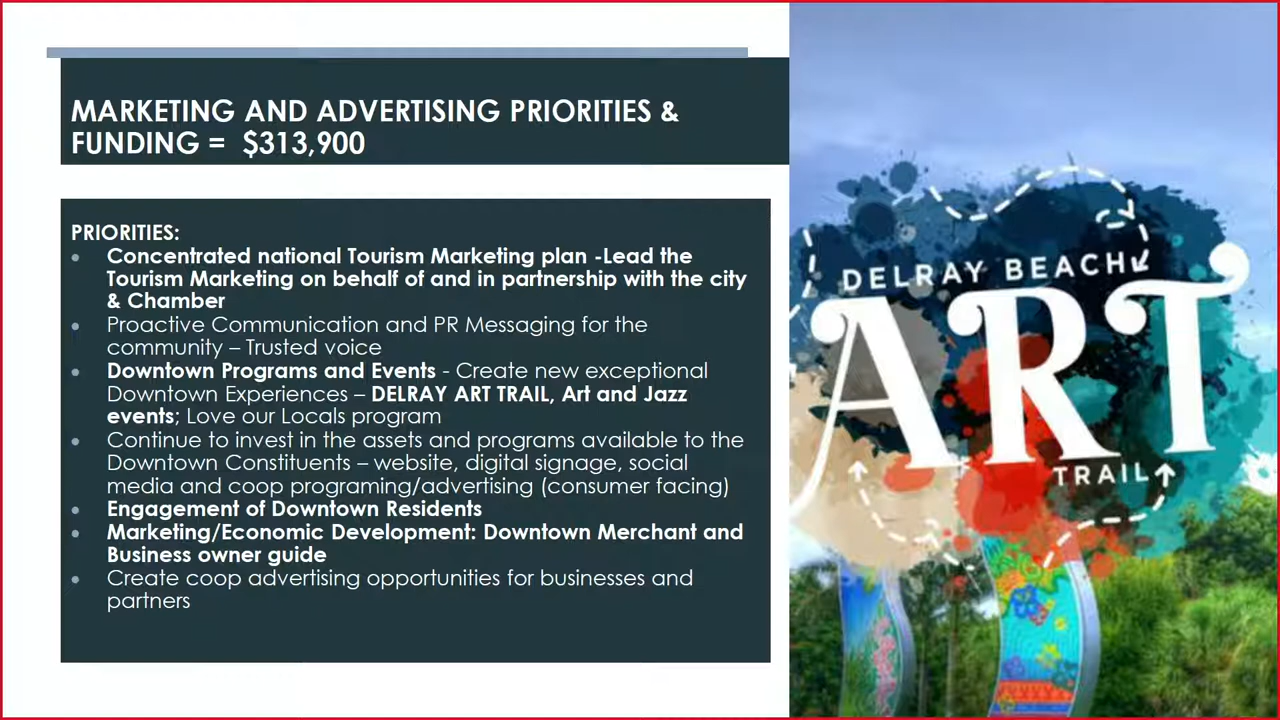 MARKETING AND ADVERTISING PRIORITIES &
FUNDING = $313,900
PRIORITIES:
• Concentrated national Tourism Marketing plan -Lead the
Tourism Marketing on behalf of and in partnership with the city
& Chamber
• Proactive Communication and PR Messaging for the
community – Trusted voice
• Downtown Programs and Events - Create new exceptional
Downtown Experiences – DELRAY ART TRAIL, Art and Jazz
events; Love our Locals program
• Continue to invest in the assets and programs available to the
Downtown Constituents – website, digital signage, social
media and coop programing/advertising (consumer facing)
• Engagement of Downtown Residents
• Marketing/Economic Development: Downtown Merchant and
Business owner guide
• Create coop advertising opportunities for businesses and
partners
DELRAY BEACH
ART
TRAIL